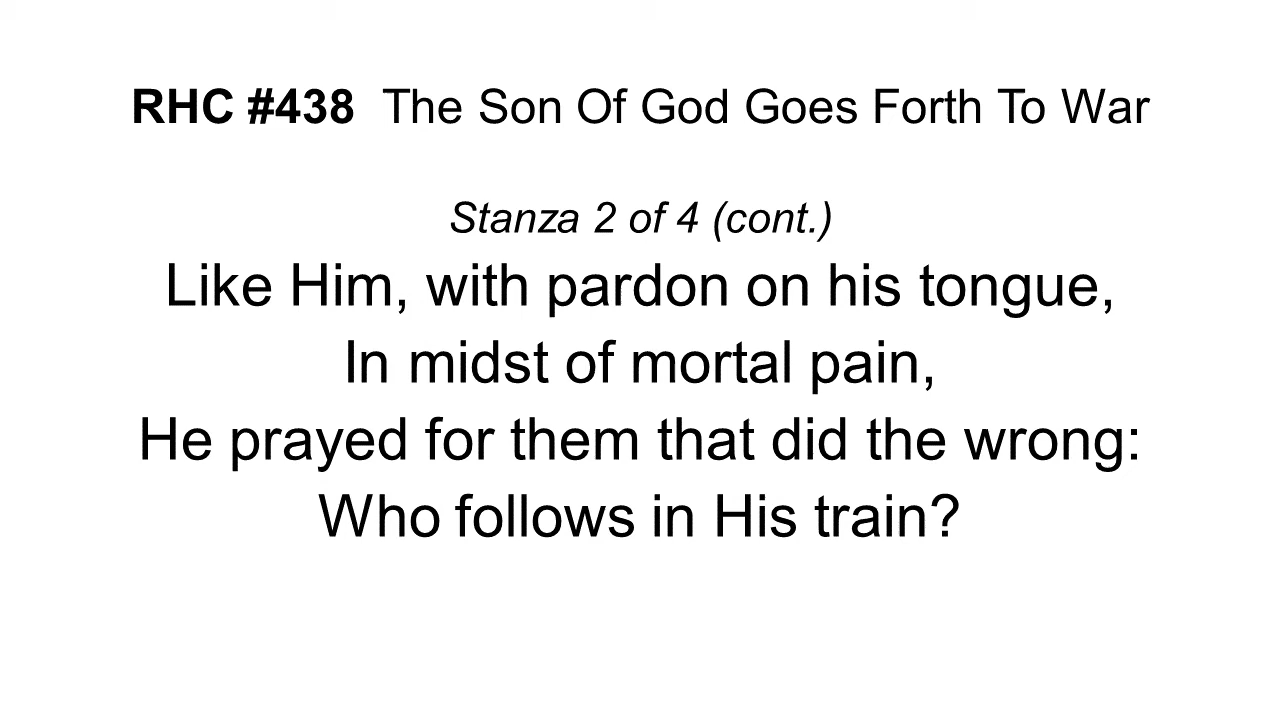 RHC #438 The Son Of God Goes Forth To War
Stanza 2 of 4 (cont.)
Like Him, with pardon on his tongue,
In midst of mortal pain,
He prayed for them that did the wrong:
Who follows in His train?